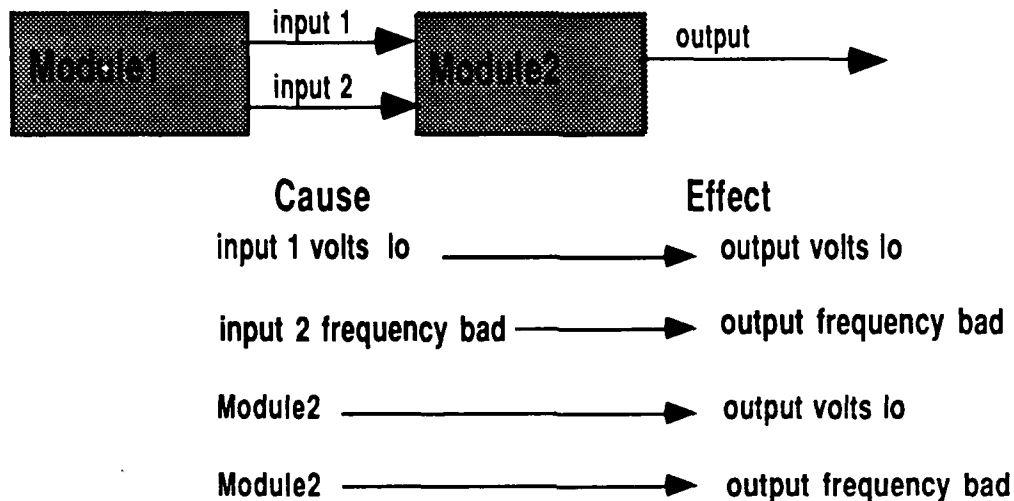 input 1
Module1
input 2
Module2
output
Cause Effect
input 1 volts lo output volts lo
input 2 frequency bad output frequency bad
Module2 output volts lo
Module2 output frequency bad